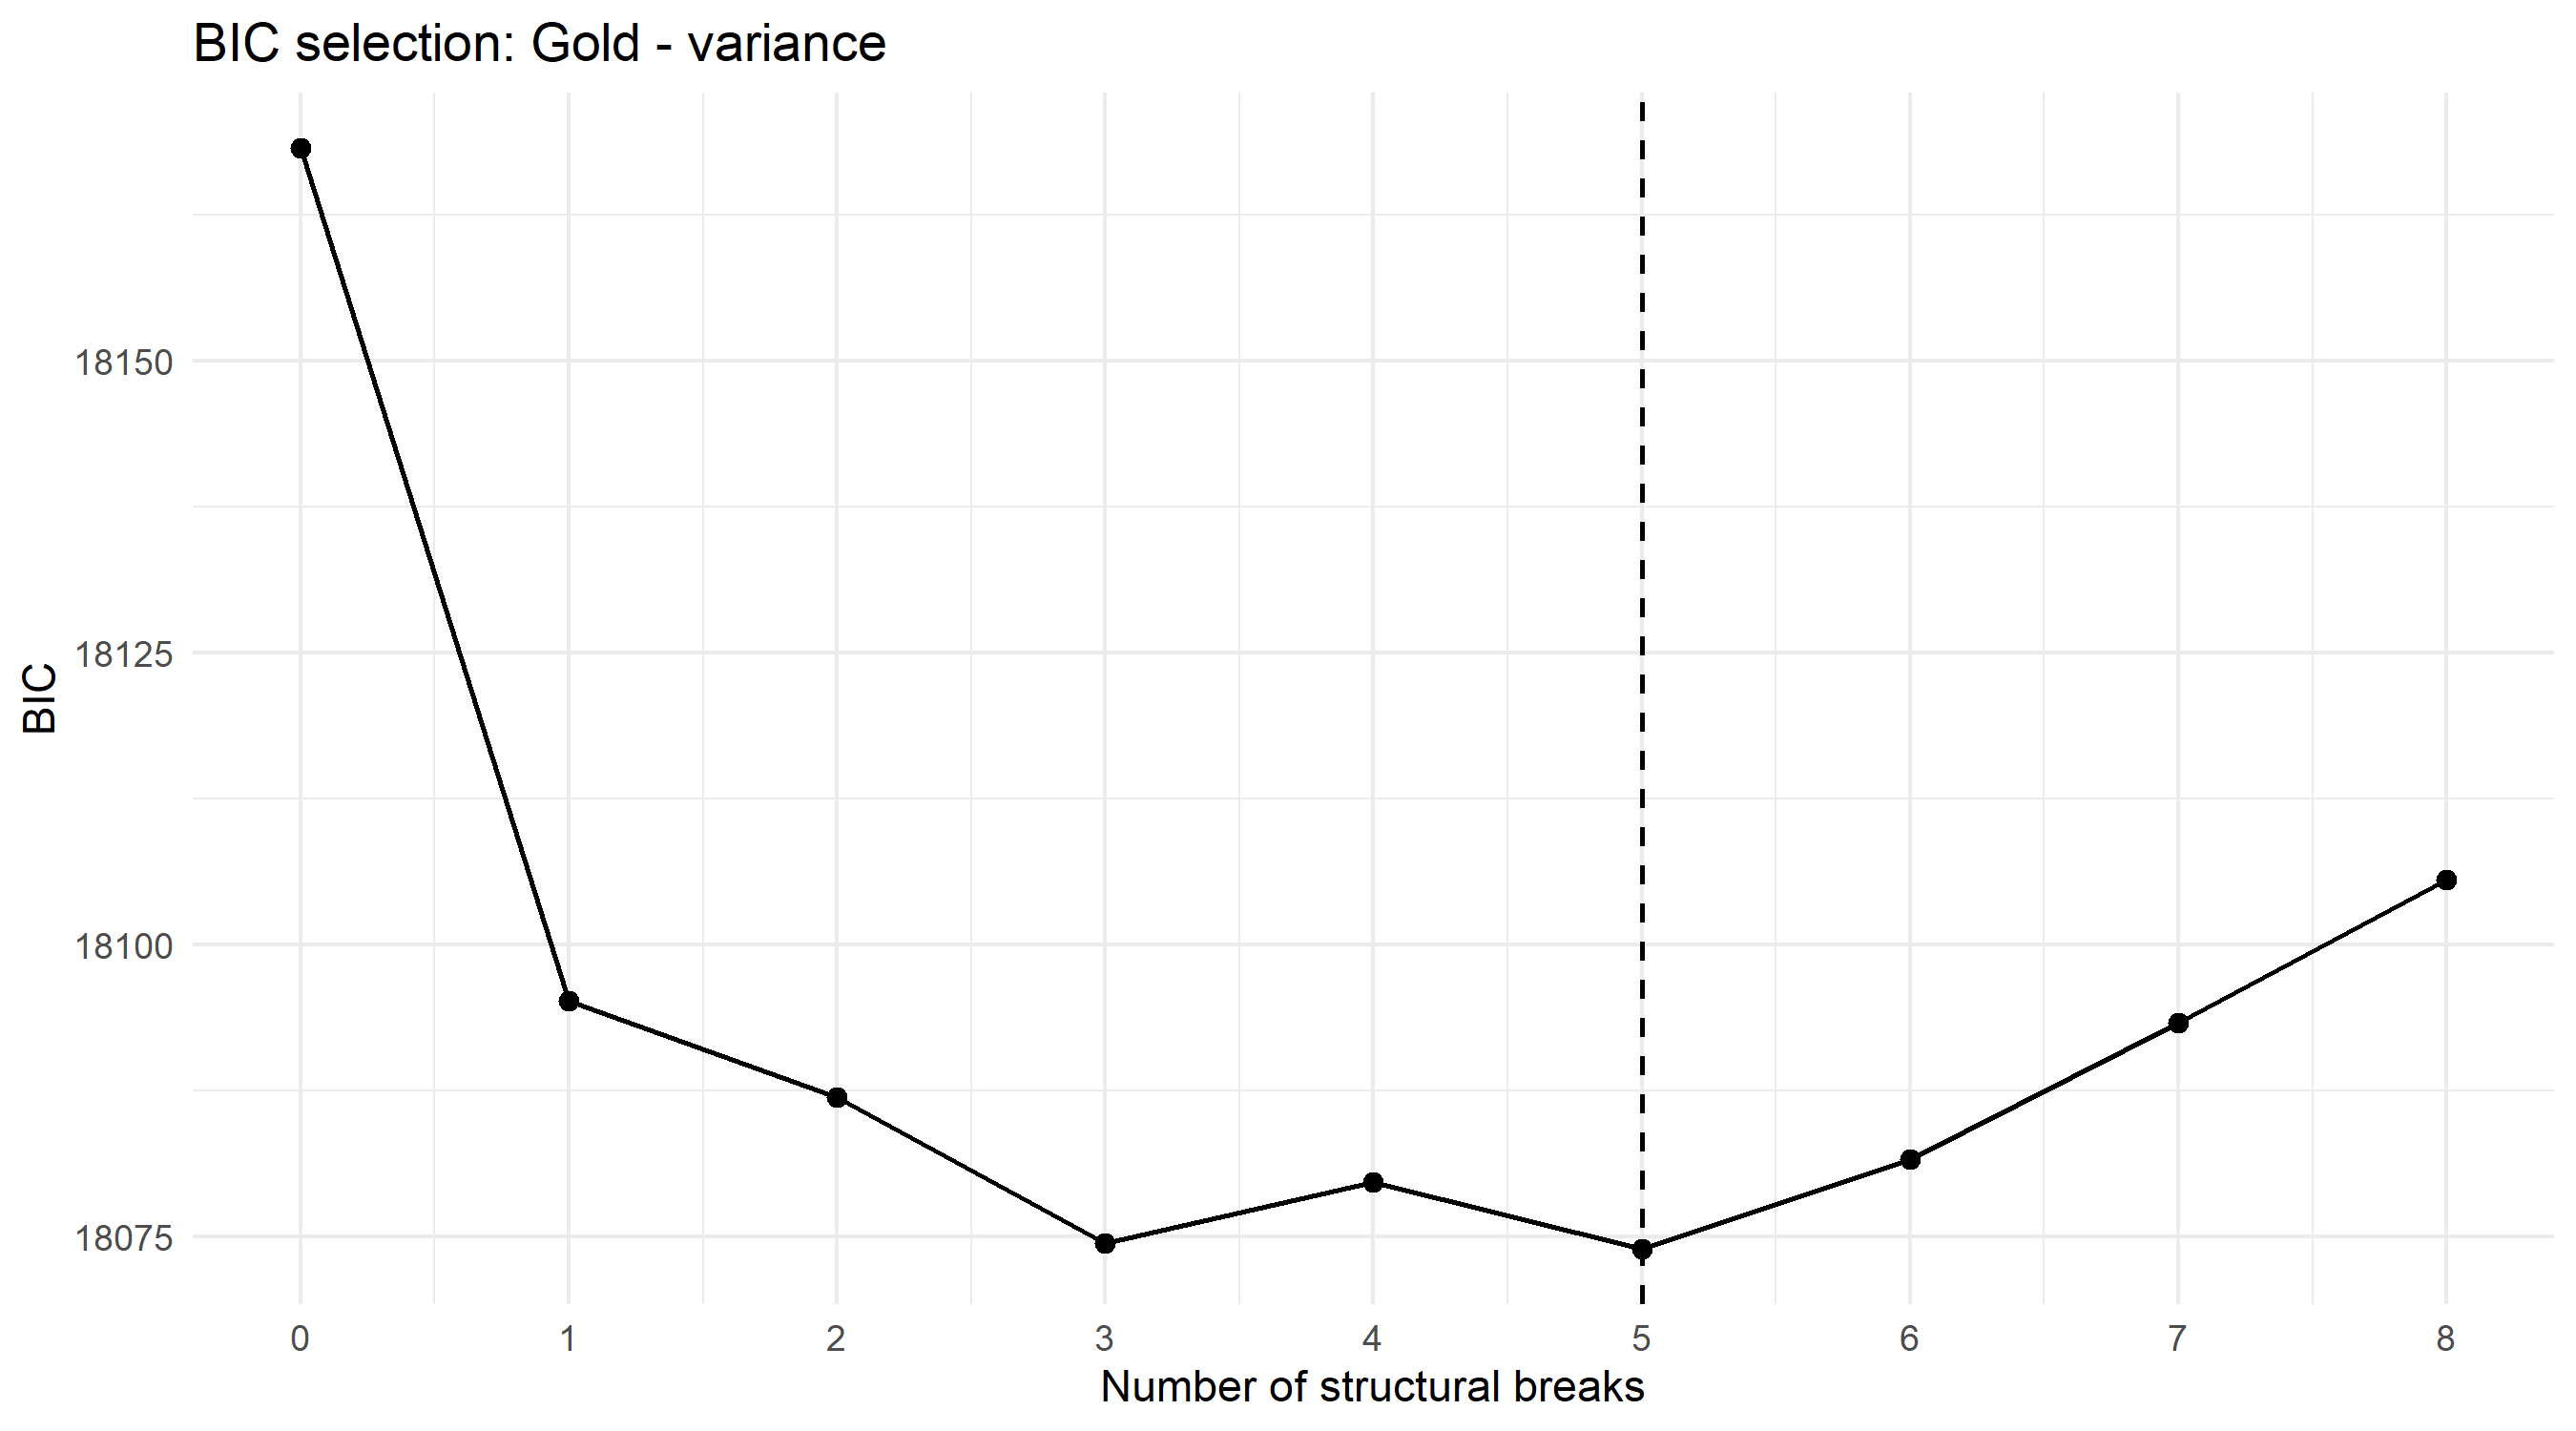 BIC selection: Gold - variance
18150
18125
18100
18075
BIC
0 1 2 3 4 5 6 7 8
Number of structural breaks